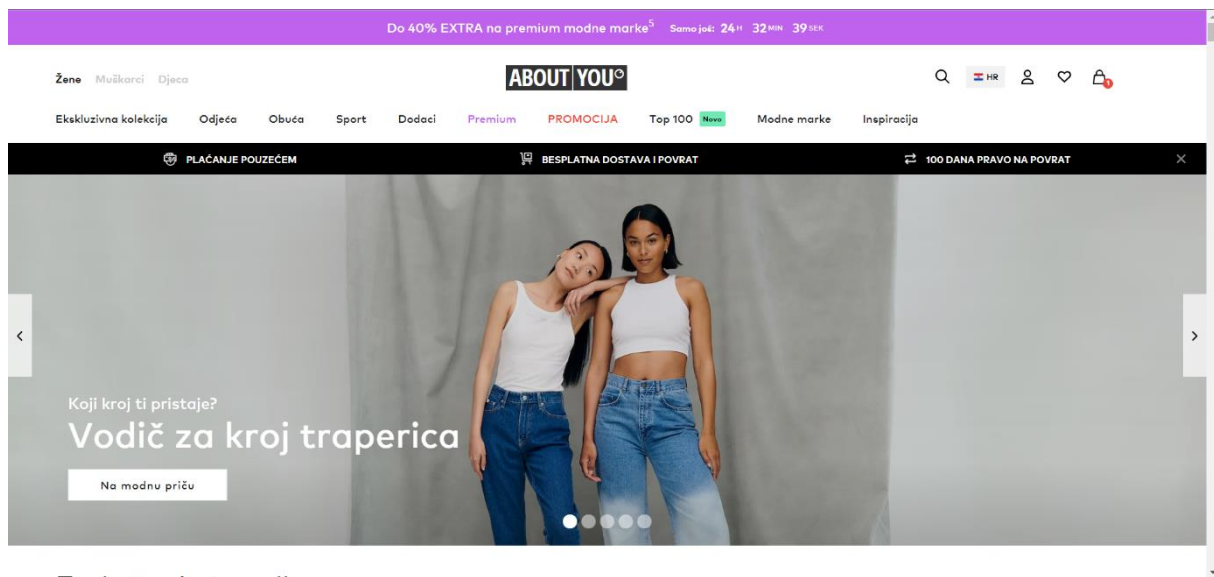 Do 40% EXTRA na premium modne marke5 Samo još: 24H 32MIN 39SEK
Žene Muškarci Djeca
ABOUT YOU°
HR
1
Ekskluzivna kolekcija Odjeća Obuća Sport Dodaci Premium PROMOCIJA Top 100 Novo Modne marke Inspiracija
PLAĆANJE POUZEĆEM BESPLATNA DOSTAVA I POVRAT 100 DANA PRAVO NA POVRAT
Koji kroj ti pristaje?
Vodič za kroj traperica
Na modnu priču